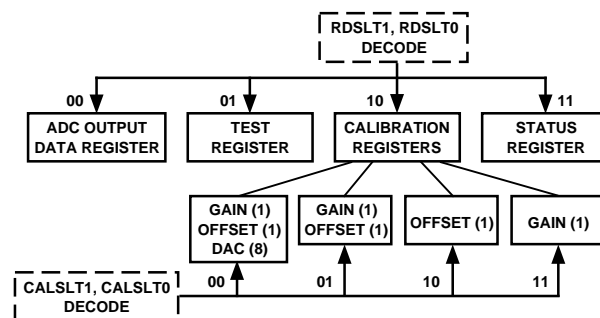 RDSLT1, RDSLT0
DECODE
00
01
10
11
ADC OUTPUT
DATA REGISTER
TEST
REGISTER
CALIBRATION
REGISTERS
STATUS
REGISTER
GAIN (1)
OFFSET (1)
DAC (8)
GAIN (1)
OFFSET (1)
OFFSET (1)
GAIN (1)
00
01
10
11
CALSLT1, CALSLT0
DECODE